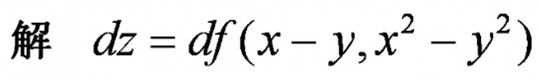 解 dz = df(x − y, x² − y²)